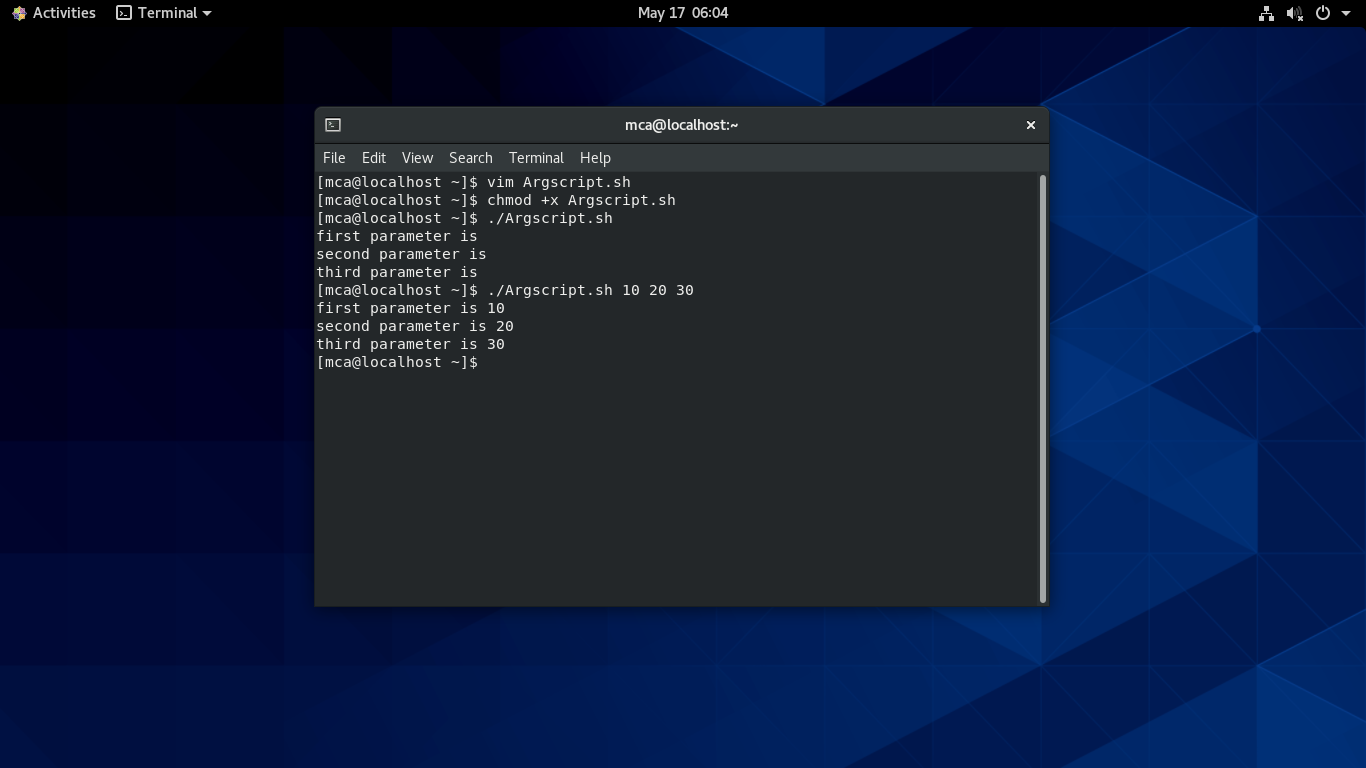 Activities Terminal May 17 06:04
mca@localhost:~
File Edit View Search Terminal Help
[mca@localhost ~]$ vim Argscript.sh
[mca@localhost ~]$ chmod +x Argscript.sh
[mca@localhost ~]$ ./Argscript.sh
first parameter is
second parameter is
third parameter is
[mca@localhost ~]$ ./Argscript.sh 10 20 30
first parameter is 10
second parameter is 20
third parameter is 30
[mca@localhost ~]$